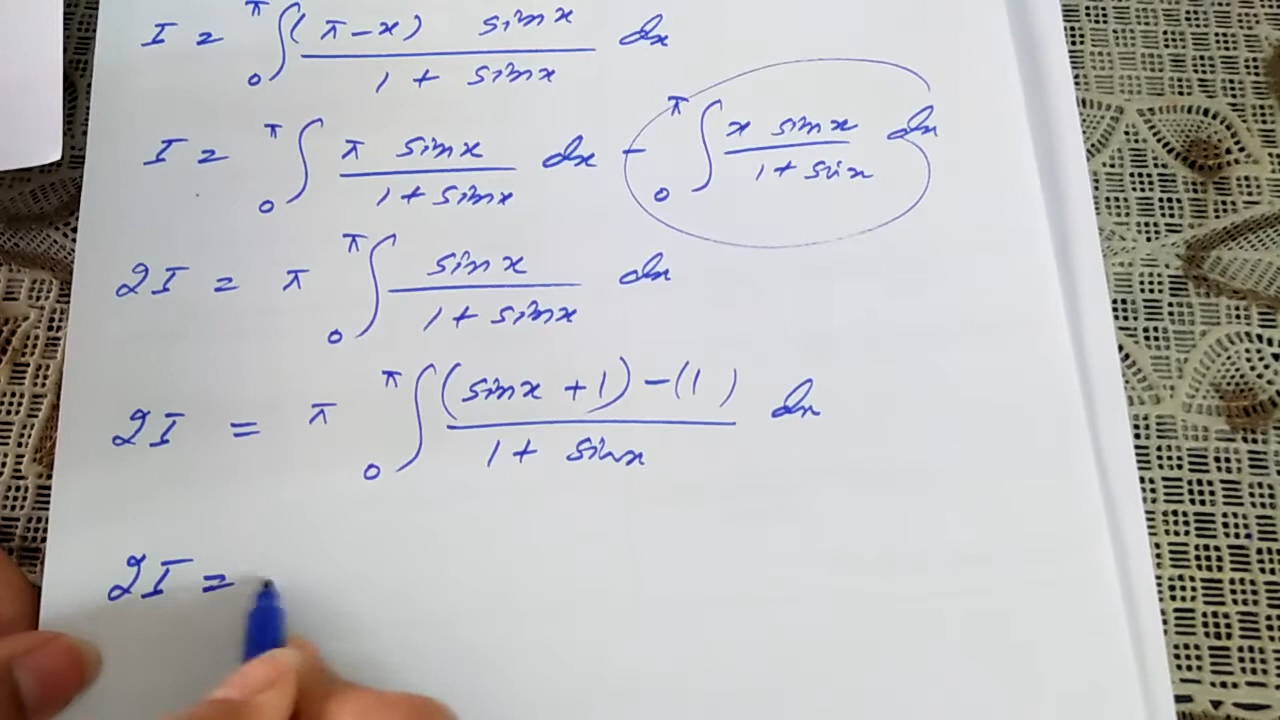 I = ∫₀^π (π-x) sinx / 1 + sinx dx
I = ∫₀^π π sinx / 1 + sinx dx - ∫₀^π x sinx / 1 + sinx dx
2I = π ∫₀^π sinx / 1 + sinx dx
2I = π ∫₀^π (sinx + 1) - (1) / 1 + sinx dx
2I =